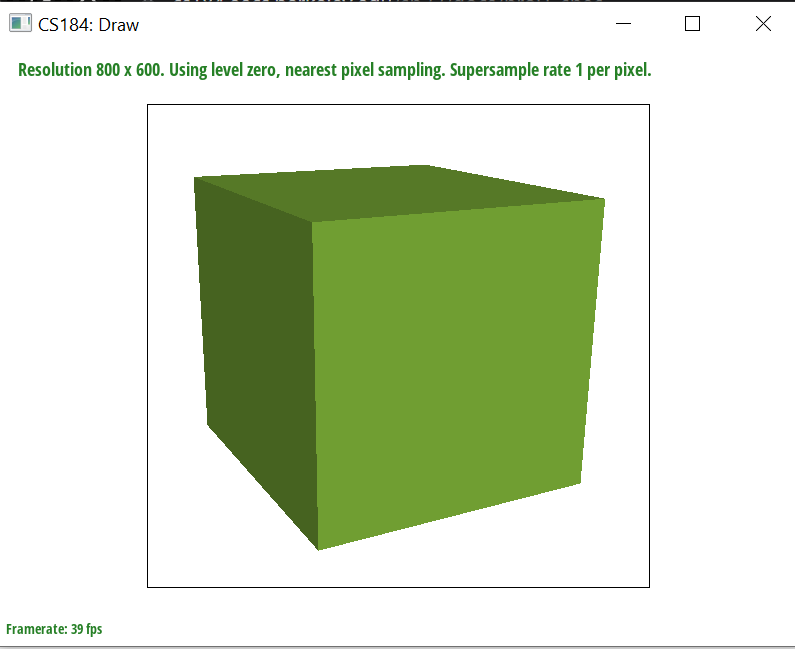 CS184: Draw
Resolution 800 x 600. Using level zero, nearest pixel sampling. Supersample rate 1 per pixel.
Framerate: 39 fps